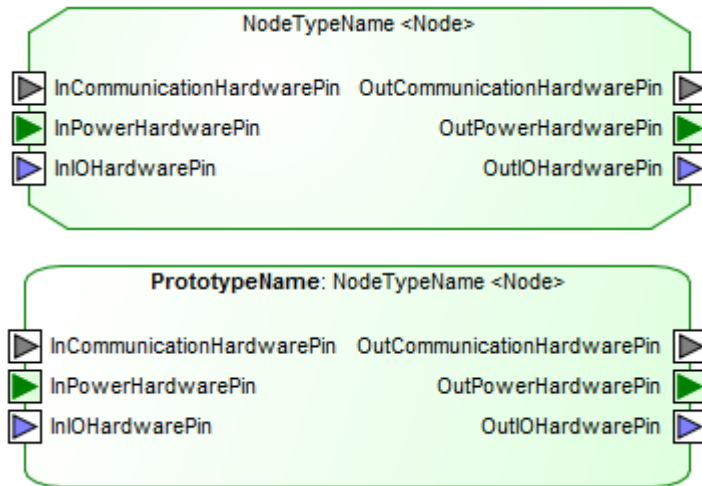 NodeTypeName <Node>
InCommunicationHardwarePin OutCommunicationHardwarePin
InPowerHardwarePin OutPowerHardwarePin
InIOHardwarePin OutIOHardwarePin
PrototypeName: NodeTypeName <Node>
InCommunicationHardwarePin OutCommunicationHardwarePin
InPowerHardwarePin OutPowerHardwarePin
InIOHardwarePin OutIOHardwarePin